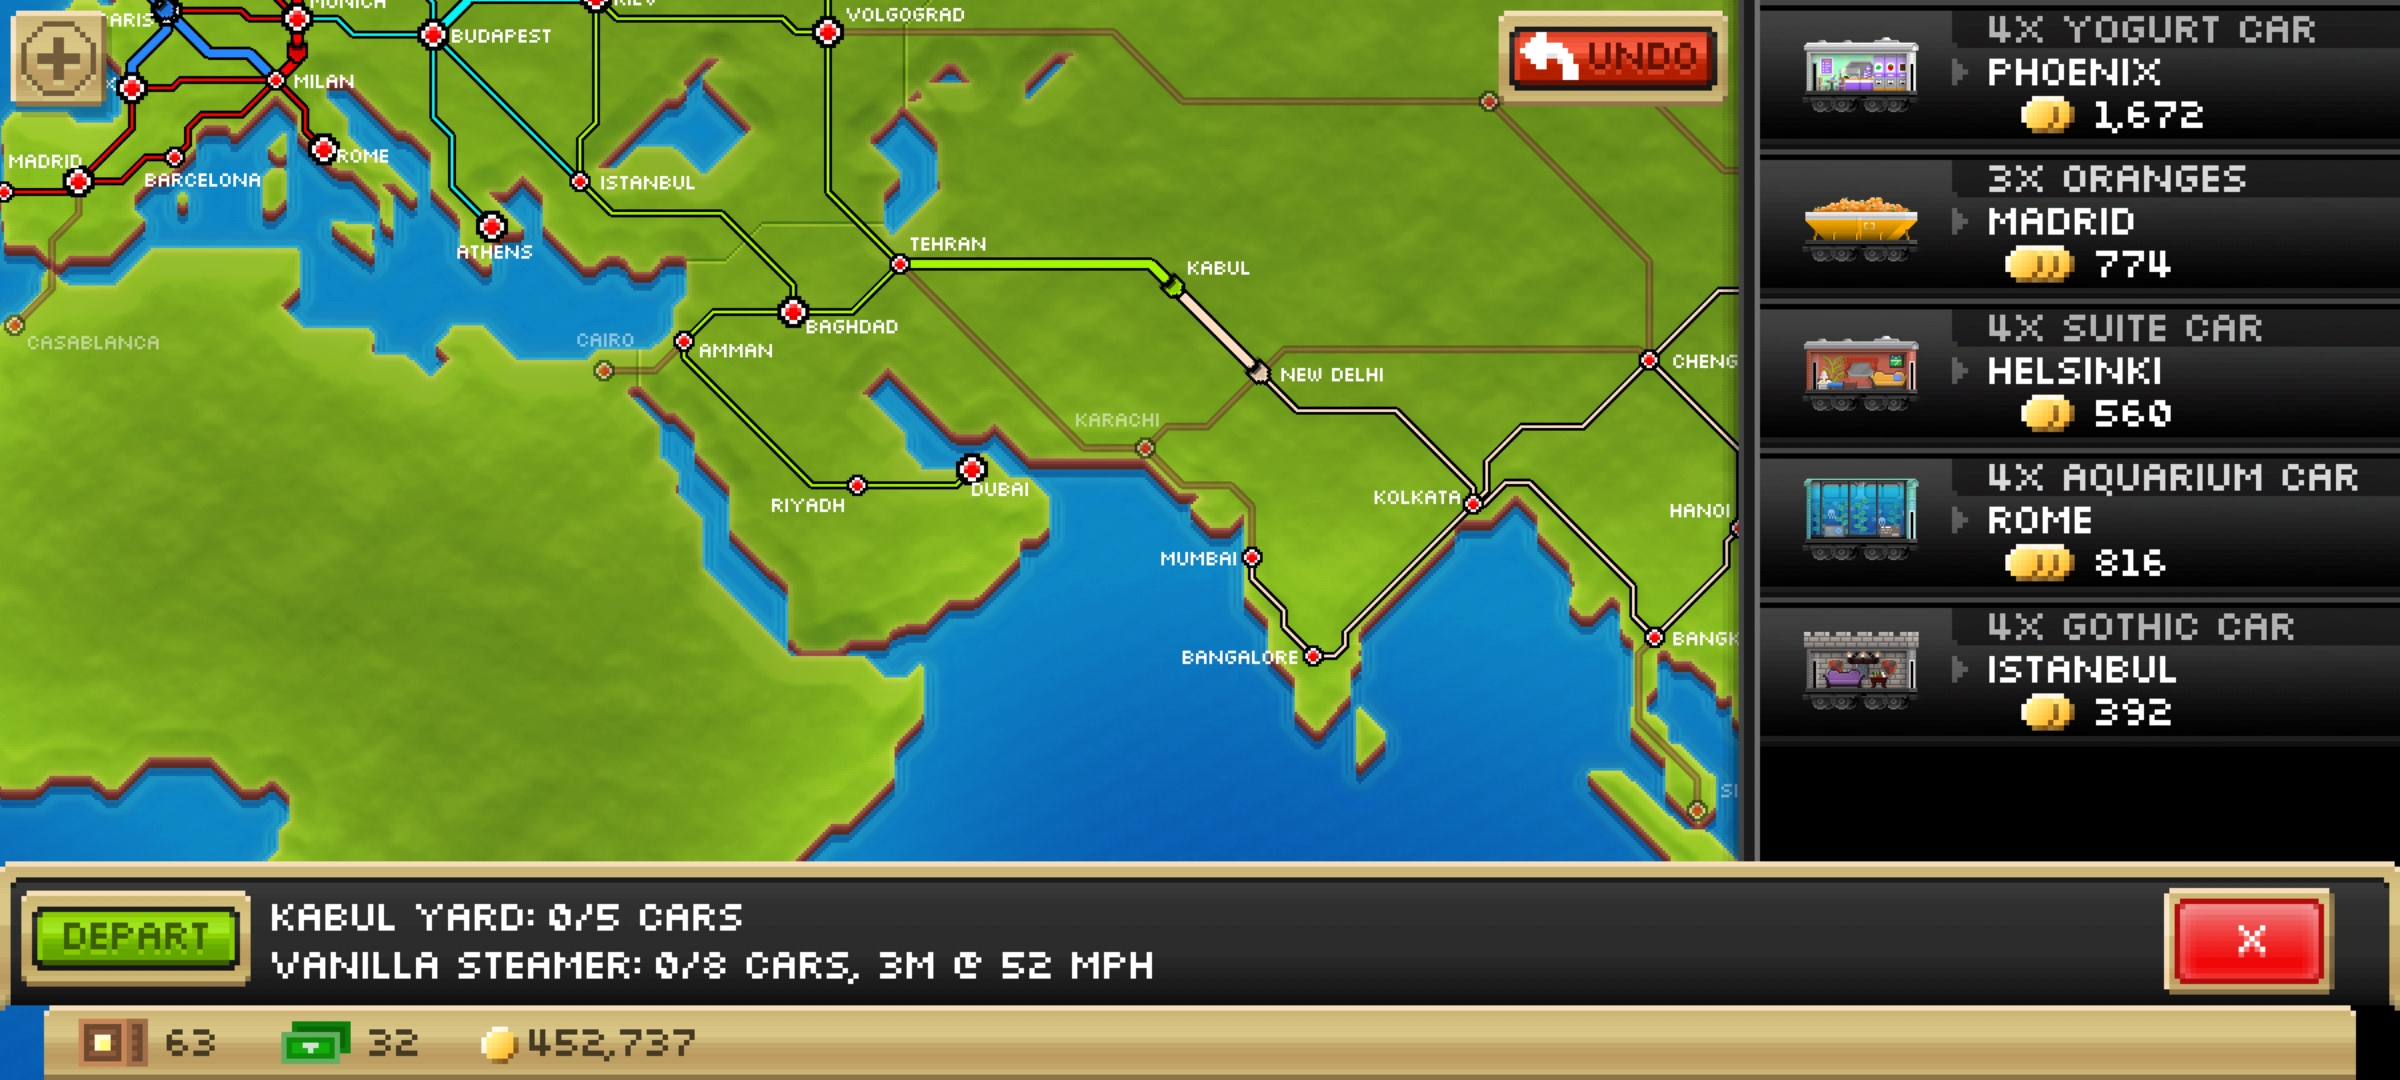 PARIS
MUNICH
BUDAPEST
KIEV
VOLGOGRAD
UNDO
MILAN
MADRID
BARCELONA
ROME
ISTANBUL
ATHENS
TEHRAN
KABUL
BAGHDAD
CAIRO
AMMAN
CASABLANCA
NEW DELHI
CHENG
KARACHI
RIYADH
DUBAI
KOLKATA
HANOI
MUMBAI
BANGALORE
BANGK
SI
4X YOGURT CAR
PHOENIX
1,672
3X ORANGES
MADRID
774
4X SUITE CAR
HELSINKI
560
4X AQUARIUM CAR
ROME
816
4X GOTHIC CAR
ISTANBUL
392
DEPART
KABUL YARD: 0/5 CARS
VANILLA STEAMER: 0/8 CARS, 3M @ 52 MPH
X
63
32
452,737